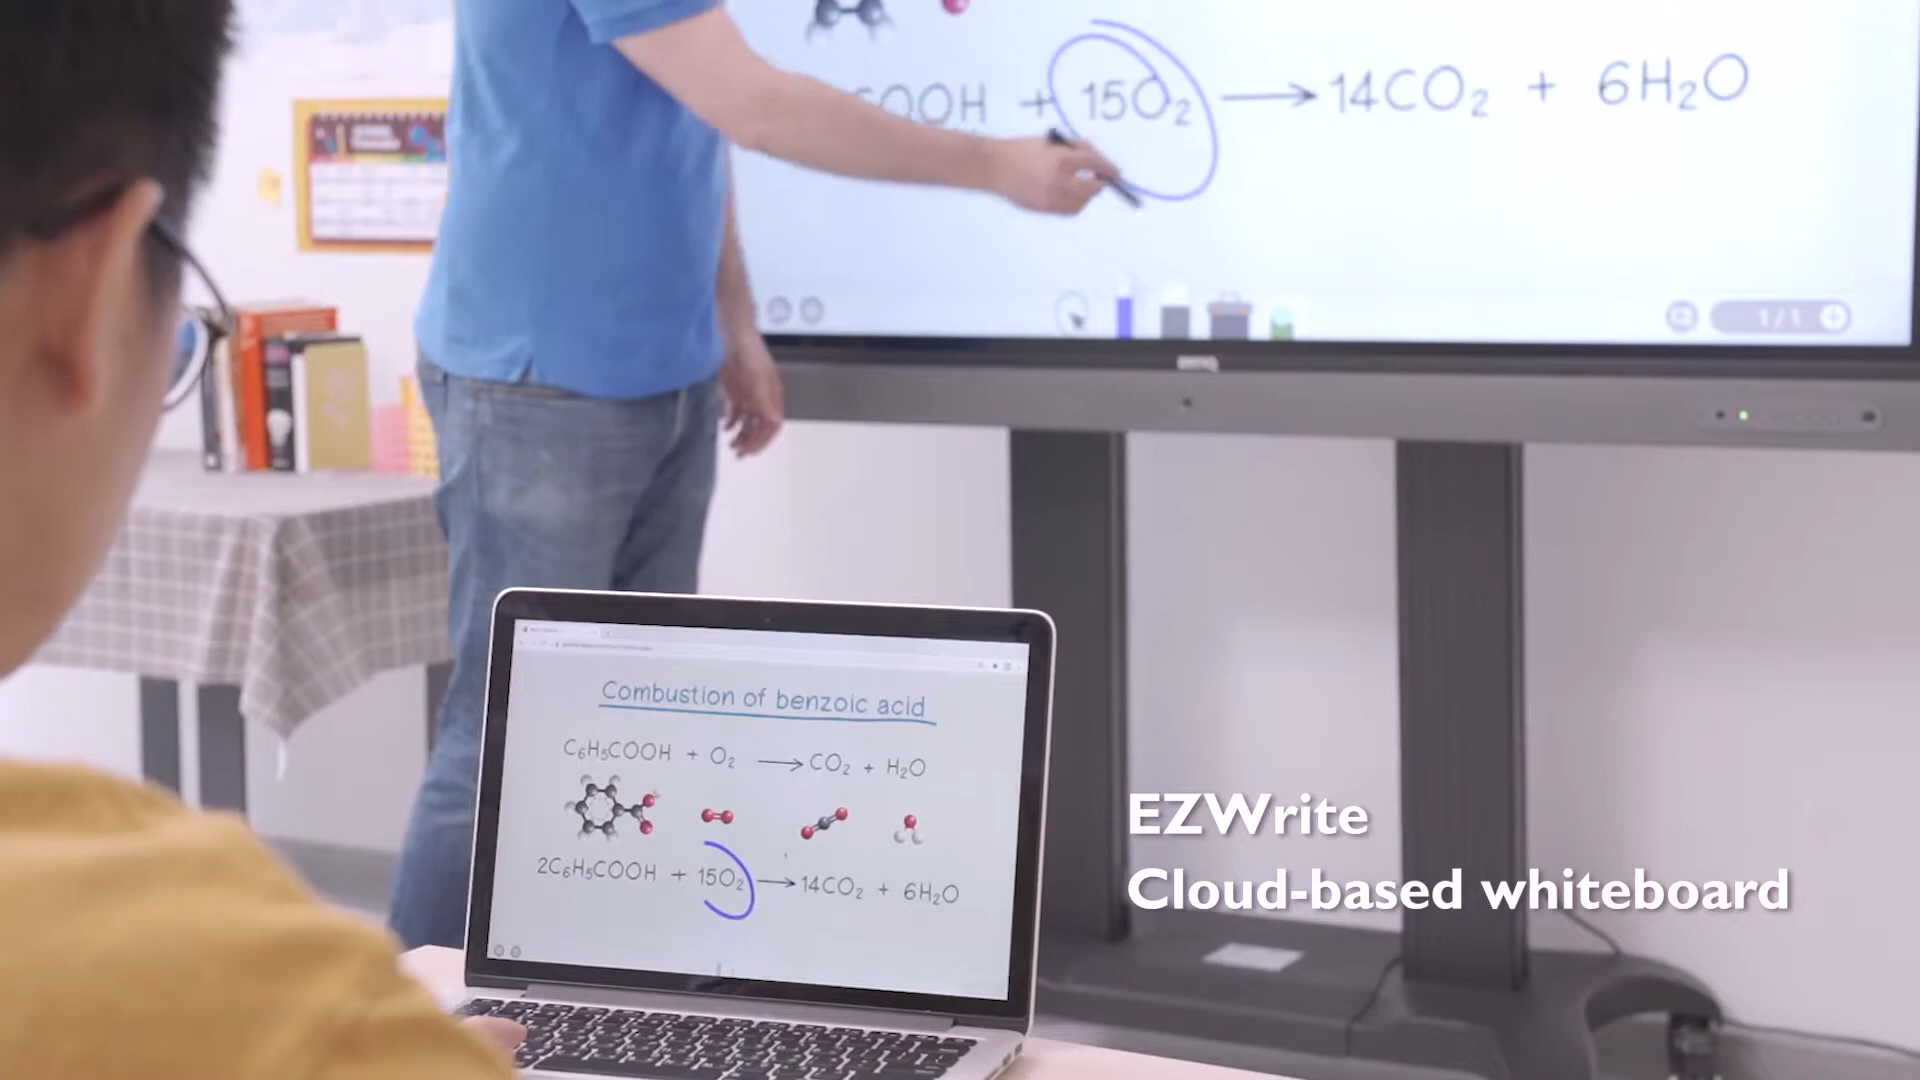 COOH + 15O₂ → 14CO₂ + 6H₂O
1/1
Combustion of benzoic acid
C₆H₅COOH + O₂ → CO₂ + H₂O
2C₆H₅COOH + 15O₂ → 14CO₂ + 6H₂O
EZWrite
Cloud-based whiteboard